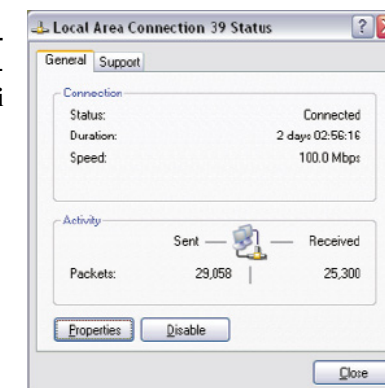 Local Area Connection 39 Status
General Support
Connection
Status: Connected
Duration: 2 days 02:56:16
Speed: 100.0 Mbps
Activity
Sent — — Received
Packets: 29,058 | 25,300
Properties Disable
Close
-
-
i